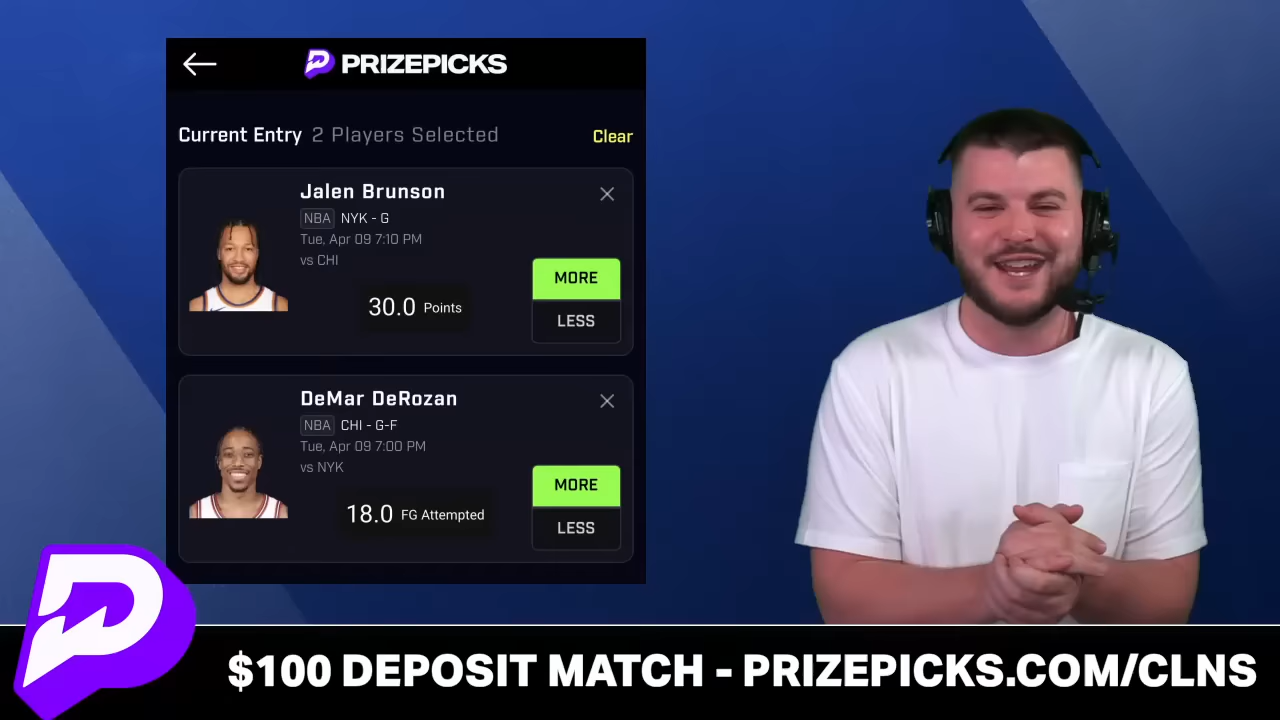 PRIZEPICKS
Current Entry 2 Players Selected Clear
Jalen Brunson
NBA NYK - G
Tue, Apr 09 7:10 PM
vs CHI
30.0 Points
MORE
LESS
DeMar DeRozan
NBA CHI - G-F
Tue, Apr 09 7:00 PM
vs NYK
18.0 FG Attempted
MORE
LESS
$100 DEPOSIT MATCH - PRIZEPICKS.COM/CLNS